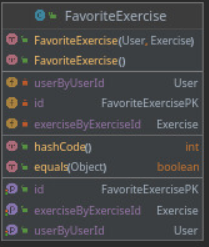 FavoriteExercise
FavoriteExercise(User, Exercise)
FavoriteExercise()
userByUserId User
id FavoriteExercisePK
exerciseByExerciseId Exercise
hashCode() int
equals(Object) boolean
id FavoriteExercisePK
exerciseByExerciseId Exercise
userByUserId User